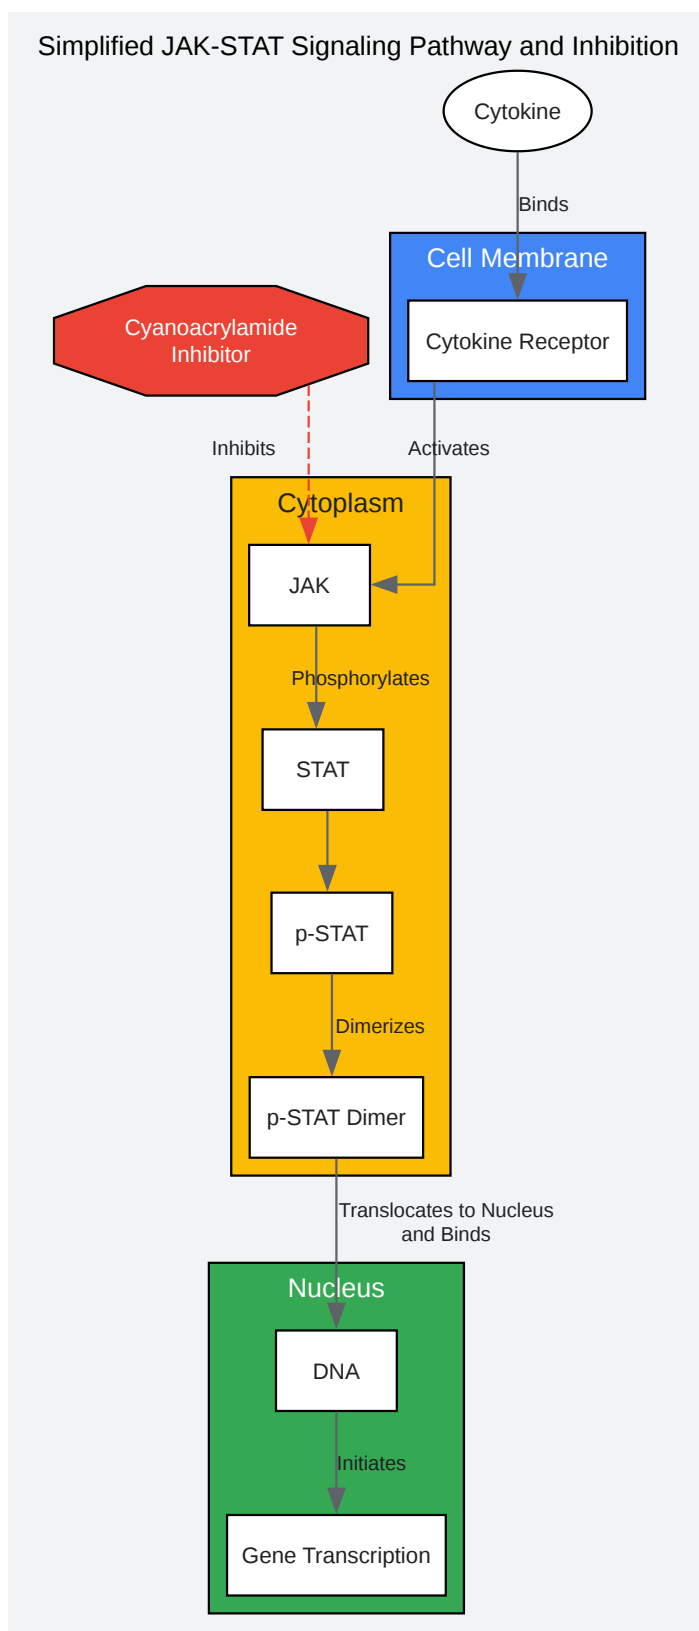 Simplified JAK-STAT Signaling Pathway and Inhibition
Cytokine
Binds
Cell Membrane
Cytokine Receptor
Cyanoacrylamide
Inhibitor
Inhibits
Activates
Cytoplasm
JAK
Phosphorylates
STAT
p-STAT
Dimerizes
p-STAT Dimer
Translocates to Nucleus
and Binds
Nucleus
DNA
Initiates
Gene Transcription